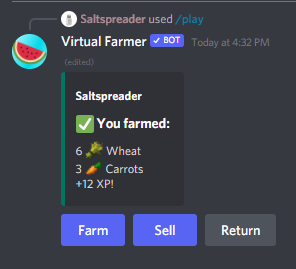 Saltspreader used /play
Virtual Farmer ✓ BOT Today at 4:32 PM
(edited)
Saltspreader
✅ You farmed:
6 Wheat
3 🥕 Carrots
+12 XP!
Farm Sell Return